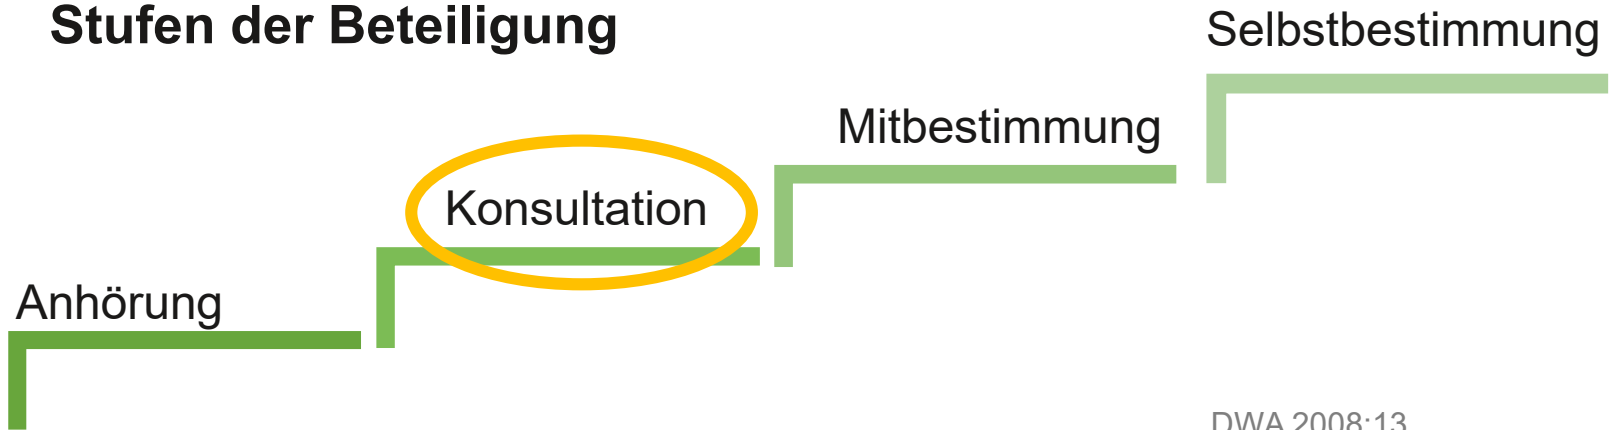 Stufen der Beteiligung
Selbstbestimmung
Mitbestimmung
Konsultation
Anhörung
DWA 2008:13